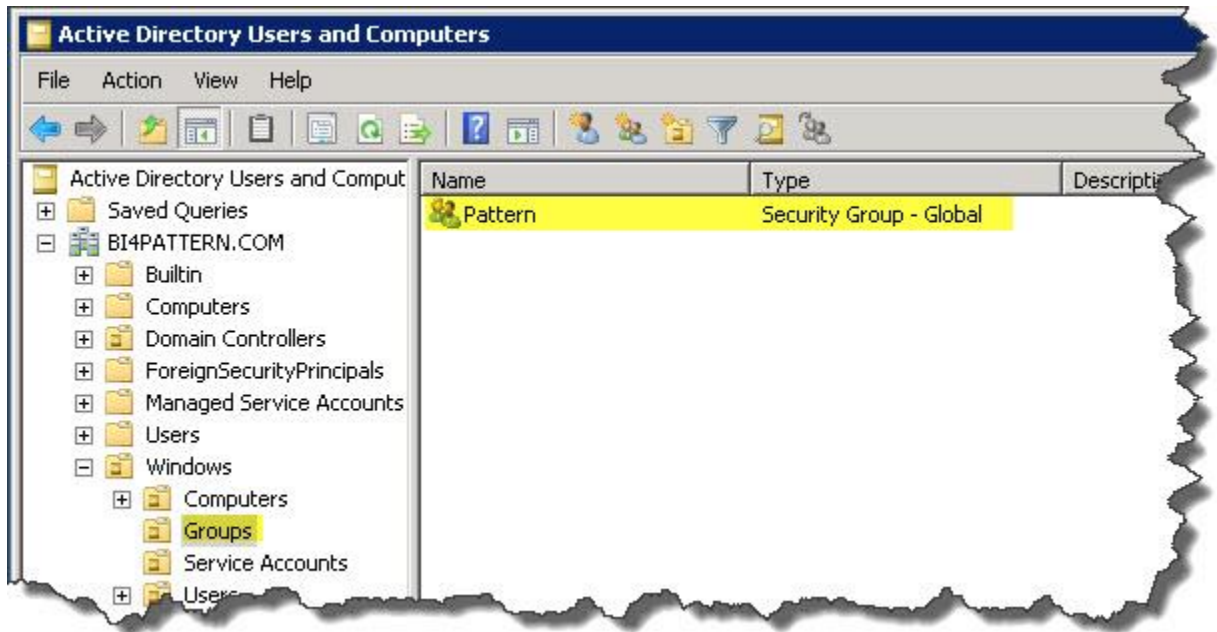 Active Directory Users and Computers
File Action View Help
Active Directory Users and Comput
Name Type Descripti
Saved Queries
Pattern Security Group - Global
BI4PATTERN.COM
Builtin
Computers
Domain Controllers
ForeignSecurityPrincipals
Managed Service Accounts
Users
Windows
Computers
Groups
Service Accounts
Users